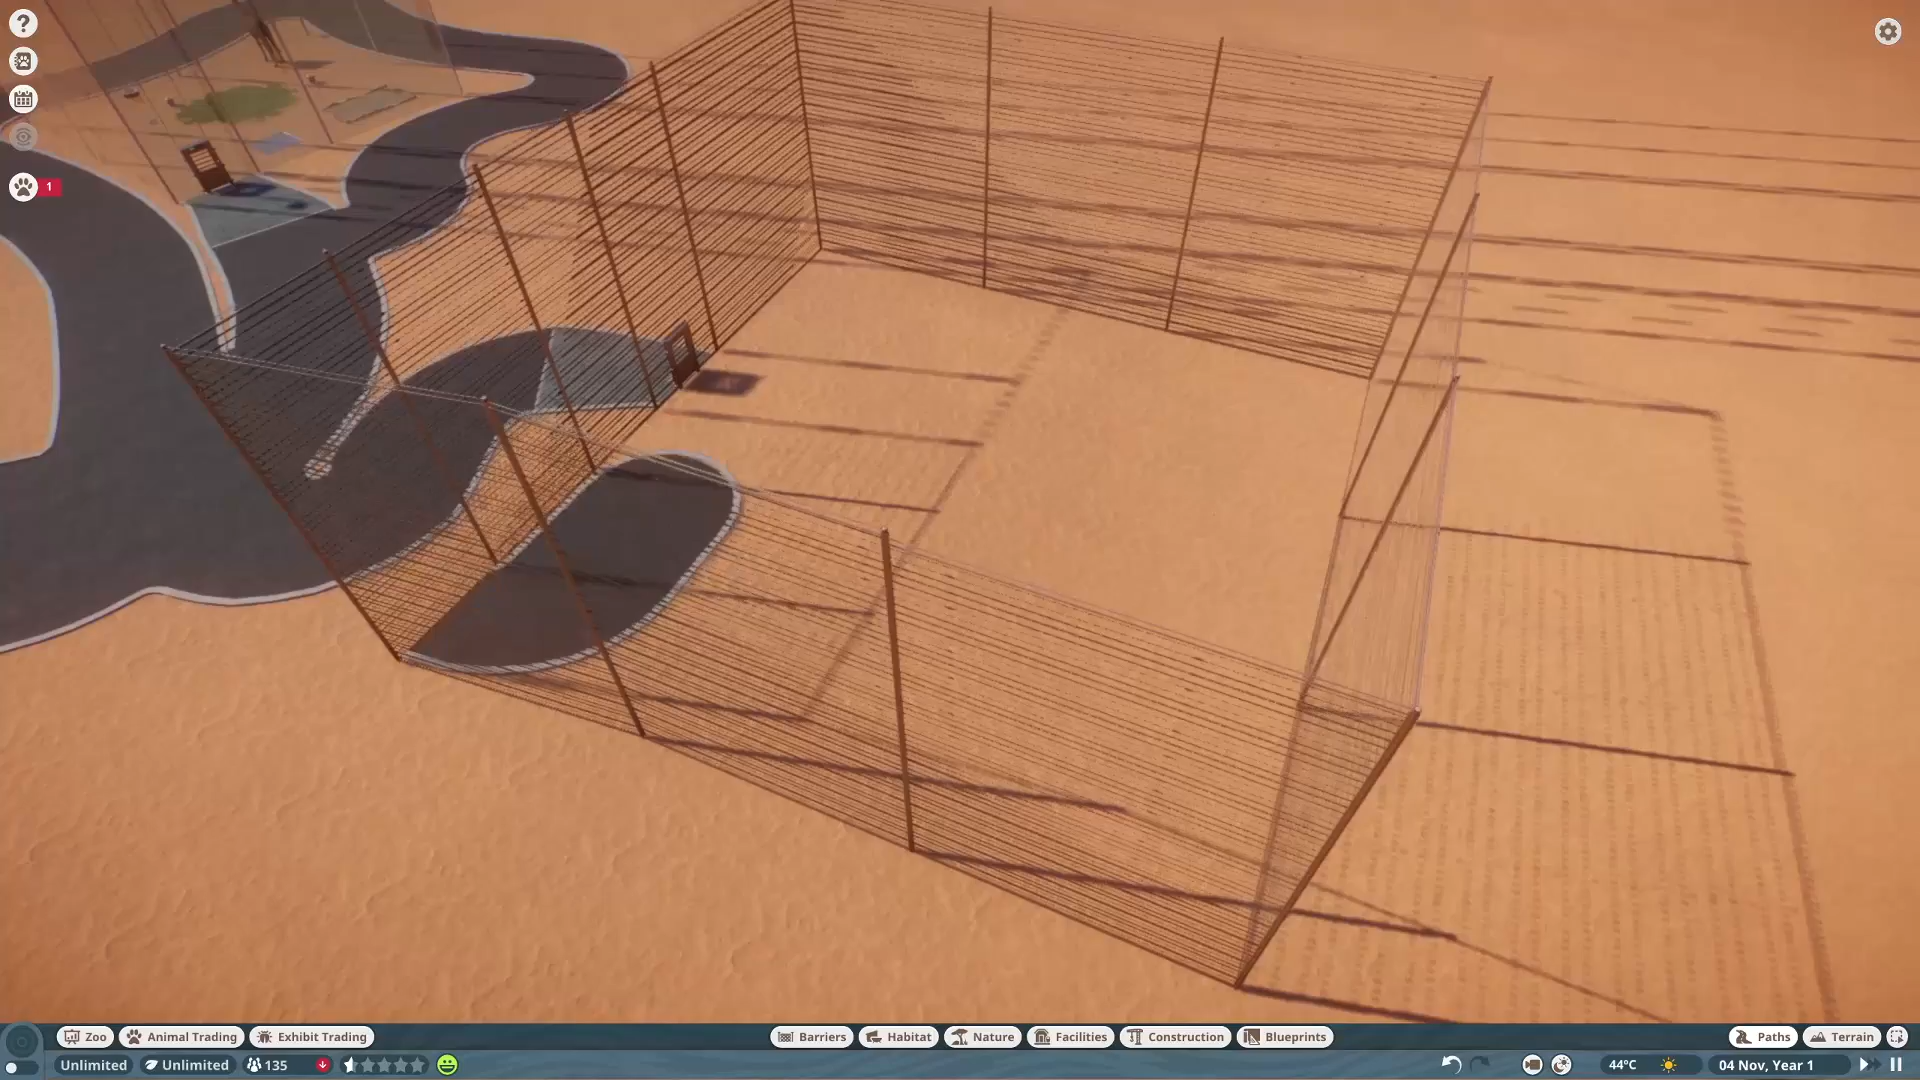 ?
1
Zoo
Animal Trading
Exhibit Trading
Barriers
Habitat
Nature
Facilities
Construction
Blueprints
Paths
Terrain
Unlimited
Unlimited
135
44°C
04 Nov, Year 1